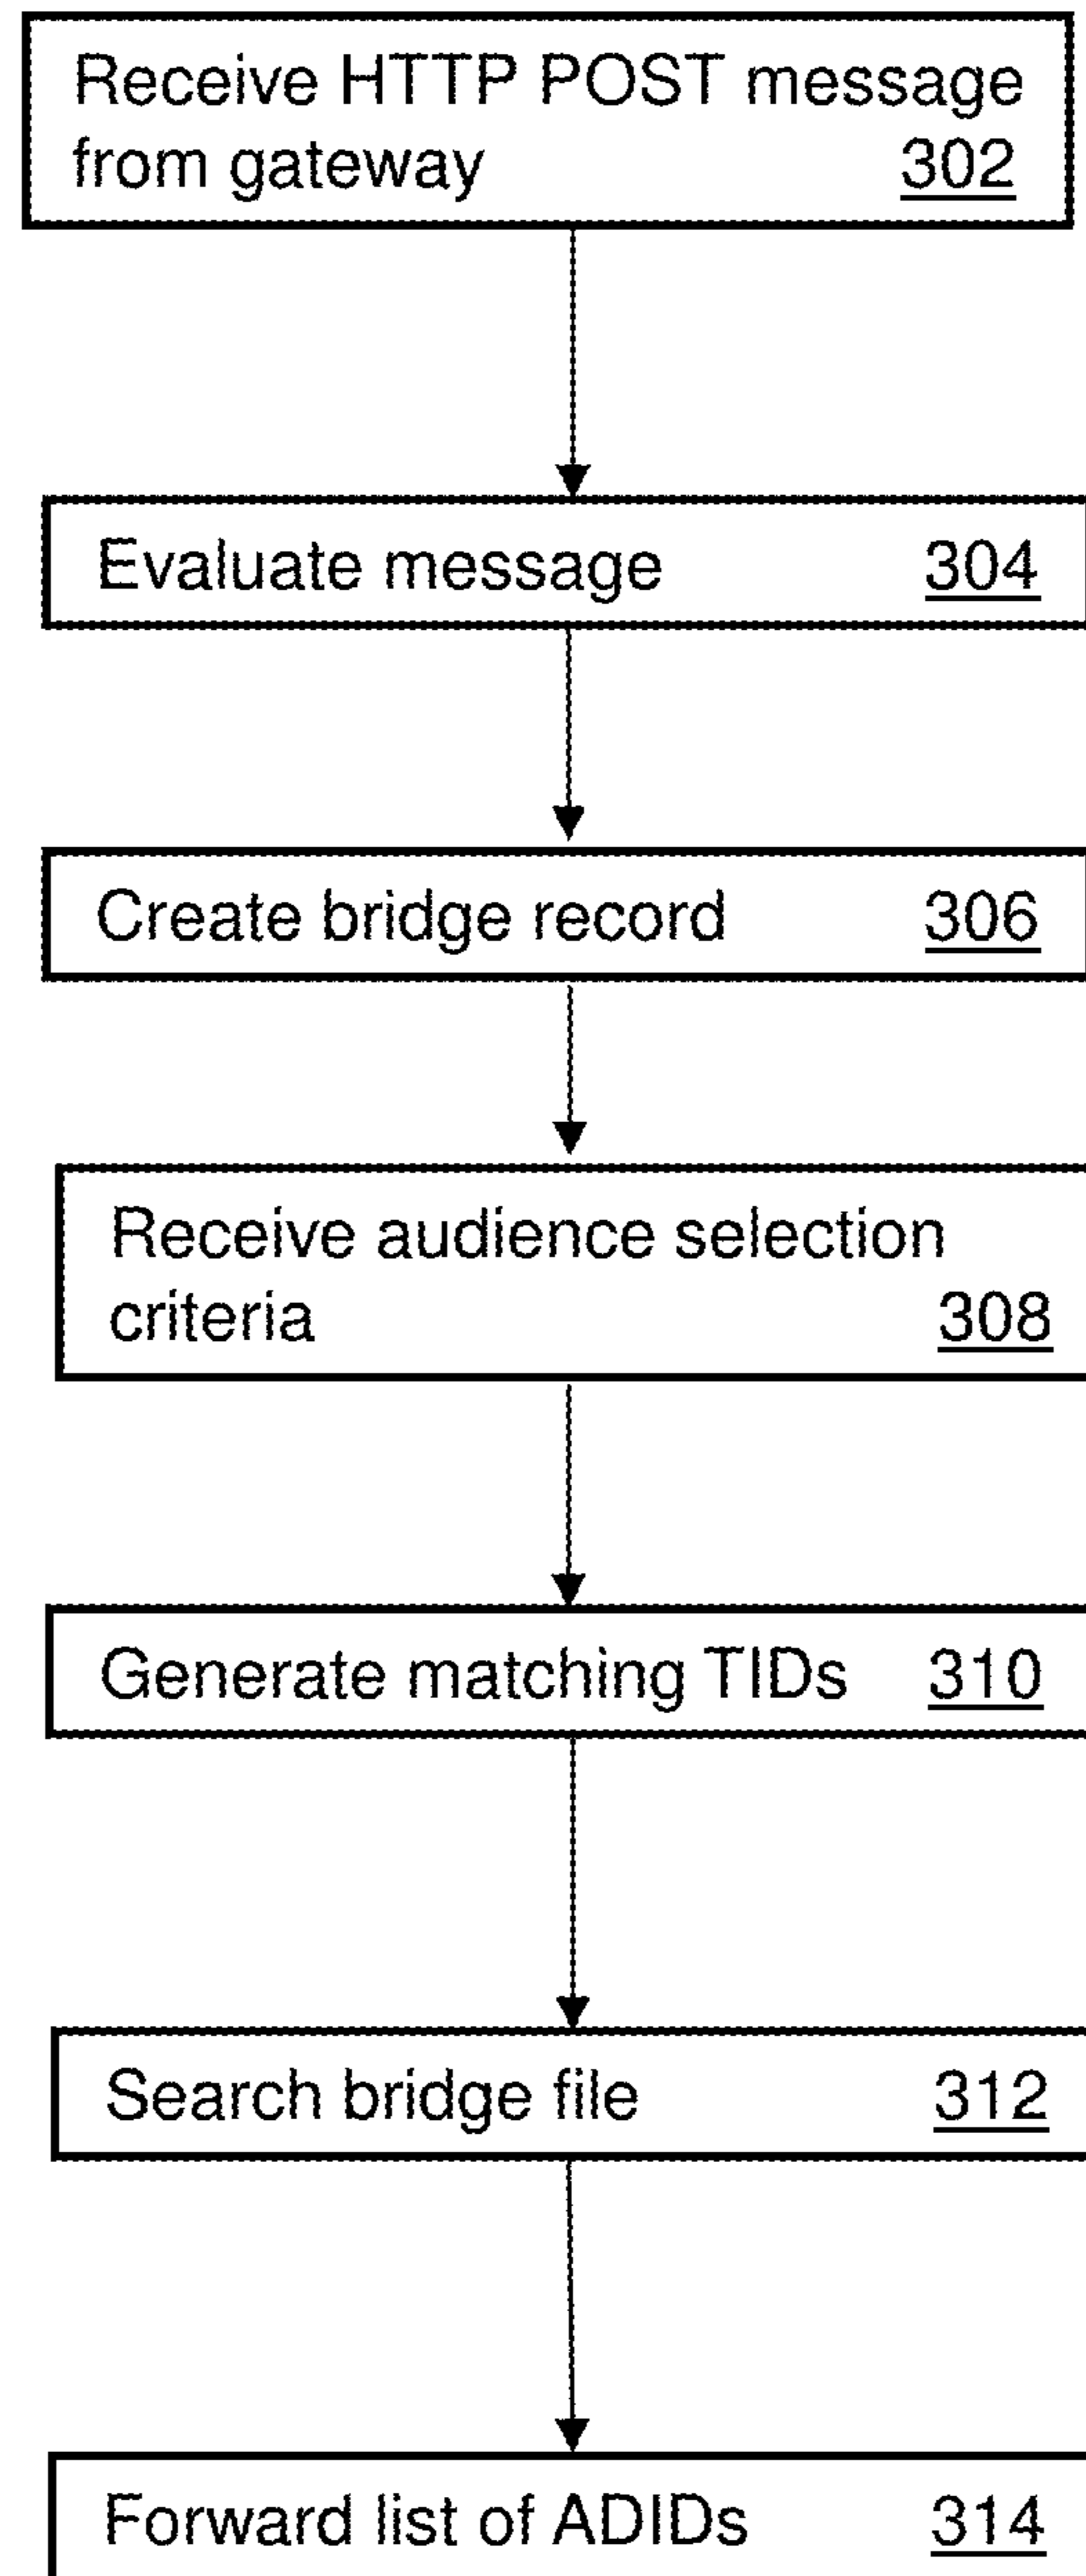 Receive HTTP POST message
from gateway 302
Evaluate message 304
Create bridge record 306
Receive audience selection
criteria 308
Generate matching TIDs 310
Search bridge file 312
Forward list of ADIDs 314